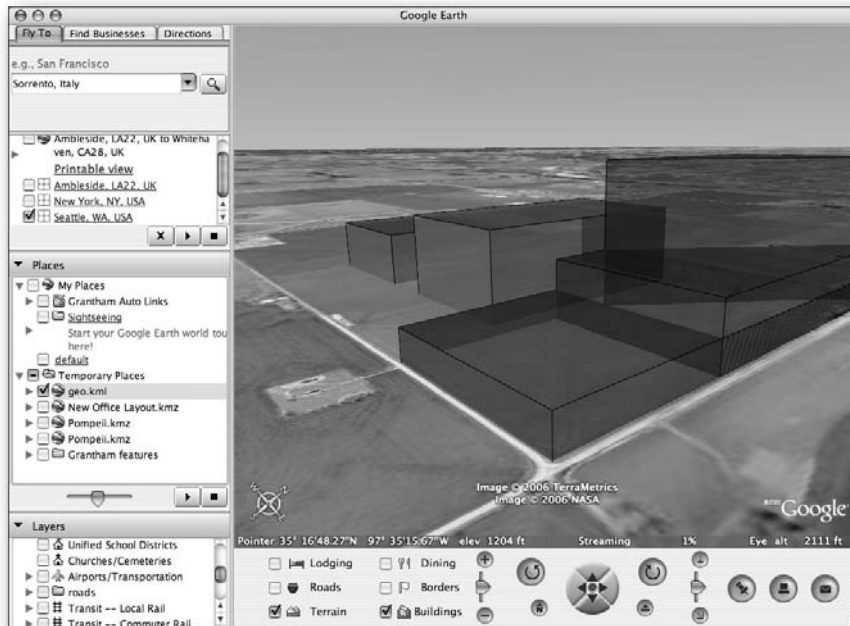 Google Earth
Fly To
Find Businesses
Directions
e.g., San Francisco
Sorrento, Italy
Ambleside, LA22, UK to Whiteha
ven, CA28, UK
Printable view
Ambleside, LA22, UK
New York, NY, USA
Seattle, WA, USA
Places
My Places
Grantham Auto Links
Sightseeing
Start your Google Earth world tou
here!
default
Temporary Places
geo.kml
New Office Layout.kmz
Pompeii.kmz
Pompeii.kmz
Grantham features
Layers
Unified School Districts
Churches/Cemeteries
Airports/Transportation
roads
Transit -- Local Rail
Transit -- Commuter Rail
Image © 2006 TerraMetrics
Image © 2006 NASA
Google
Pointer 35° 16'48.27"N 97° 35'15.67"W elev 1204 ft Streaming 1% Eye alt 2111 ft
Lodging
Dining
Roads
Borders
Terrain
Buildings